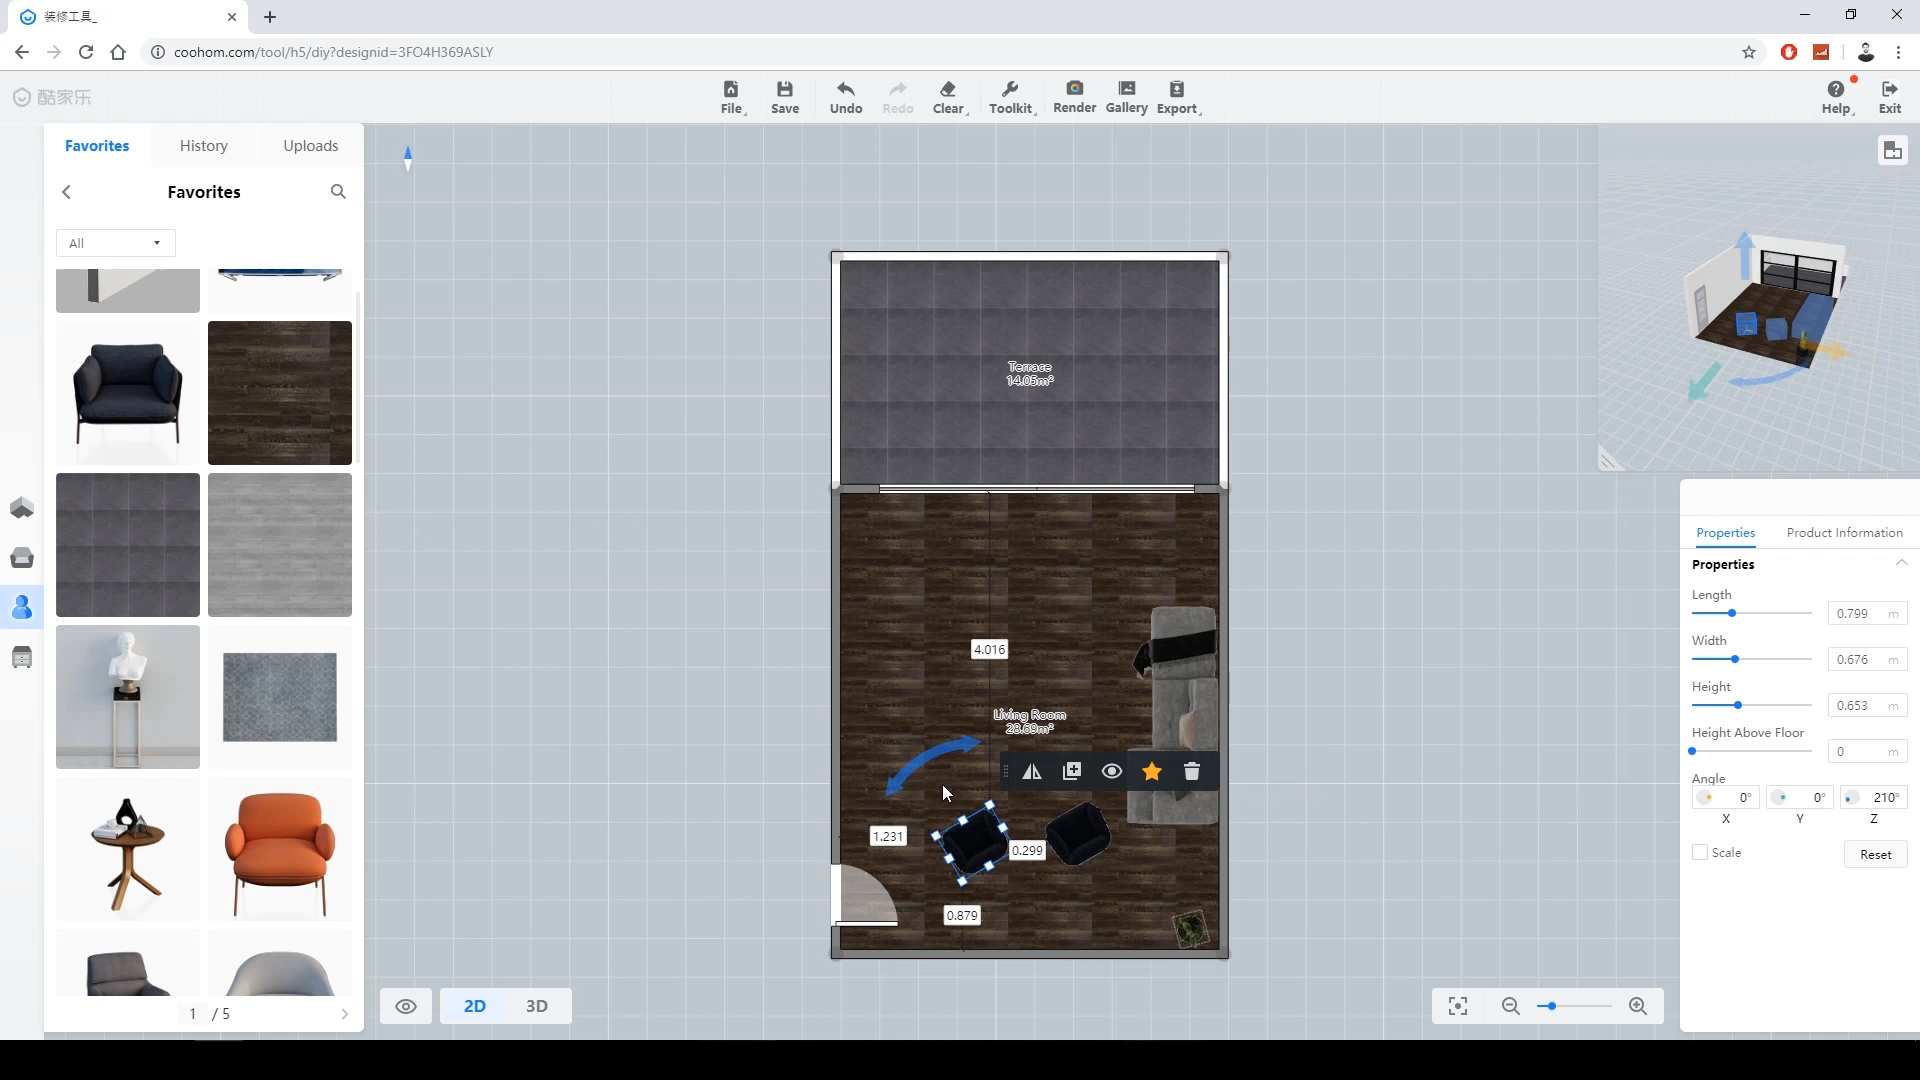 装修工具_
coohom.com/tool/h5/diy?designid=3FO4H369ASLY
酷家乐
File
Save
Undo
Redo
Clear
Toolkit
Render
Gallery
Export
Help
Exit
Favorites
History
Uploads
Favorites
All
1 / 5
Terrace
14.05m²
4.016
Living Room
28.69m²
1.231
0.299
0.879
2D
3D
Properties
Product Information
Properties
Length
0.799 m
Width
0.676 m
Height
0.653 m
Height Above Floor
0 m
Angle
0° 0° 210°
X Y Z
Scale
Reset